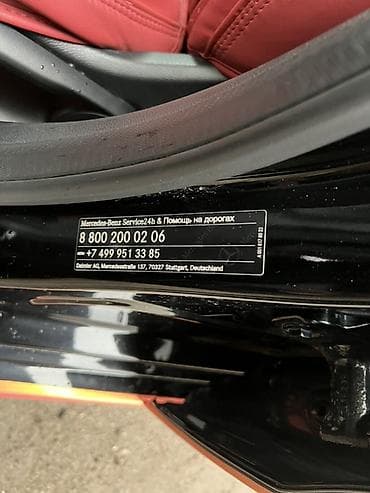 Mercedes-Benz Service24h & Помощь на дорогах
8 800 200 02 06
+7 499 951 33 85
Daimler AG, Mercedesstraße 137, 70327 Stuttgart, Deutschland